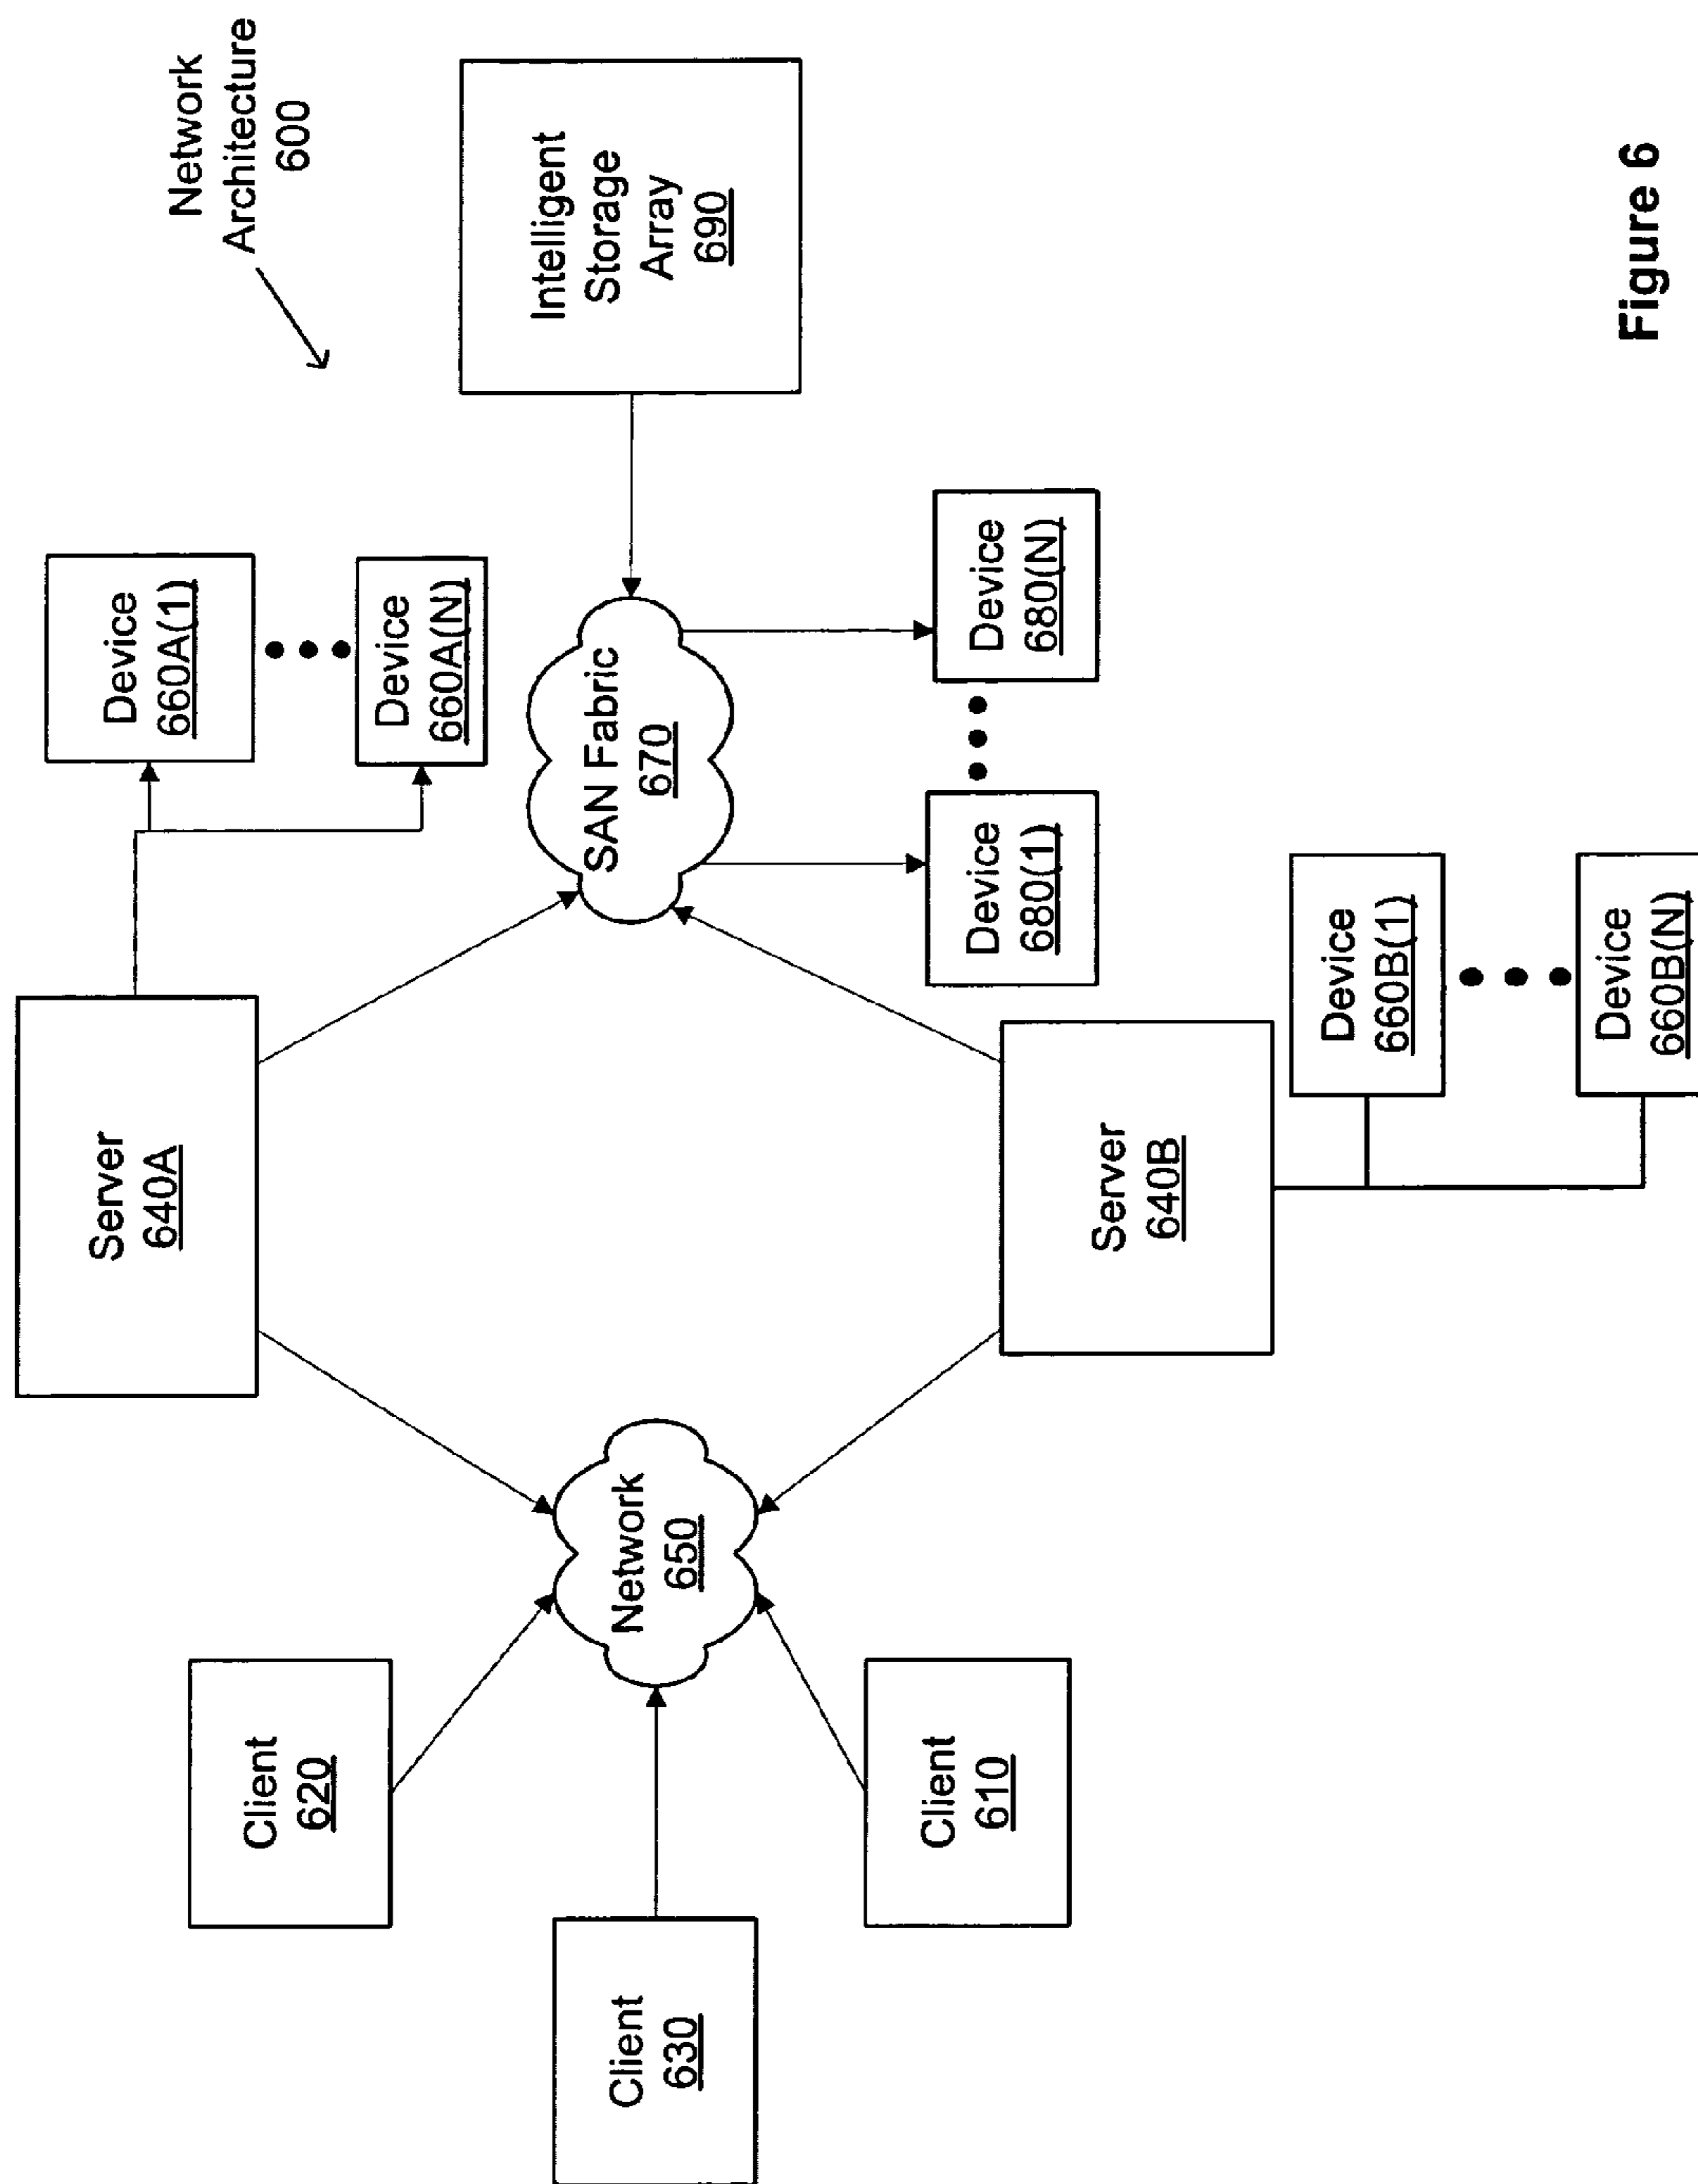 Network
Architecture
600
Client
630
Client
620
Client
610
Network
650
Server
640A
Server
640B
Device
660A(1)
Device
660A(N)
SAN Fabric
670
Device
680(1)
Device
680(N)
Intelligent
Storage
Array
690
Device
660B(1)
Device
660B(N)
Figure 6